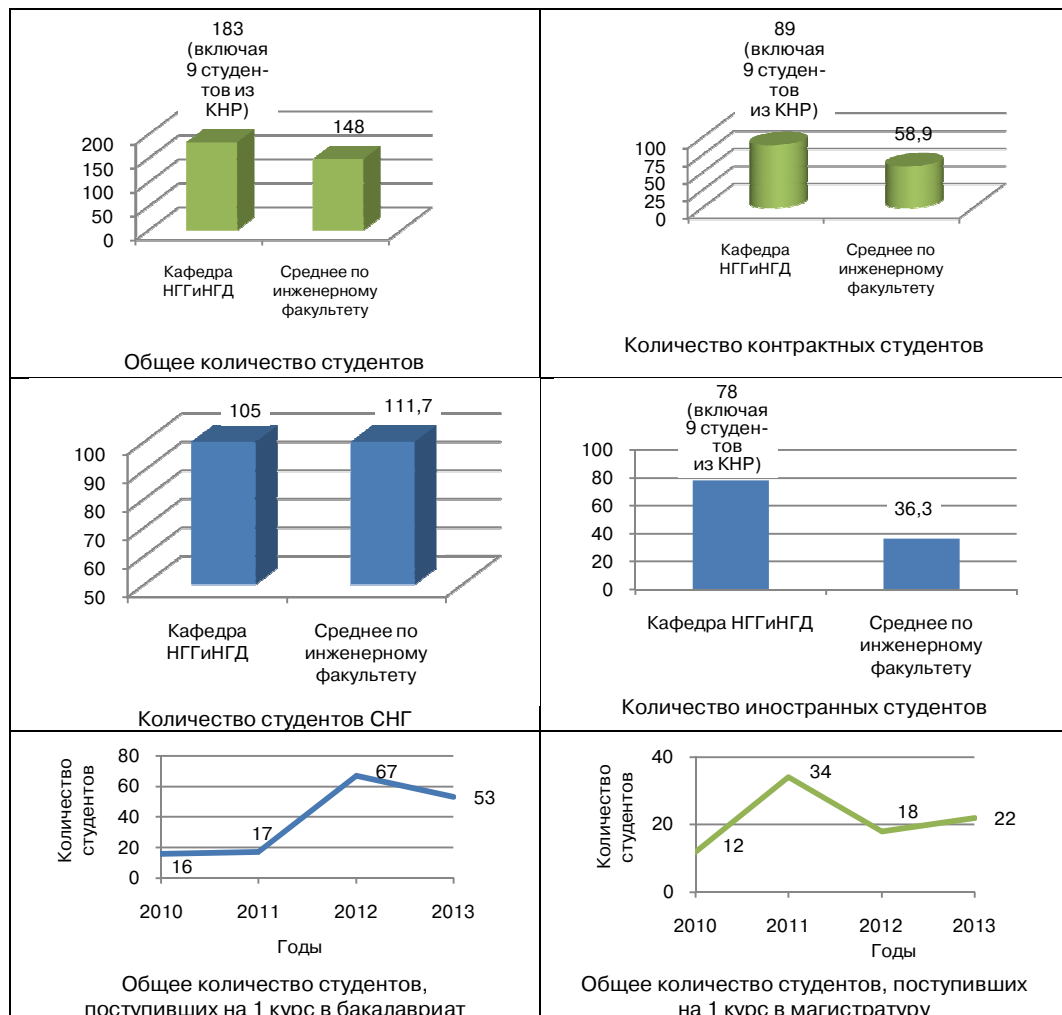 183
(включая
9 студен-
тов из
КНР)
148
200
150
100
50
0
Кафедра
НГГиНГД
Среднее по
инженерному
факультету
Общее количество студентов
89
(включая
9 студен-
тов
из КНР)
58,9
100
75
50
25
0
Кафедра
НГГиНГД
Среднее по
инженерному
факультету
Количество контрактных студентов
105
111,7
100
90
80
70
60
50
Кафедра
НГГиНГД
Среднее по
инженерному
факультету
Количество студентов СНГ
78
(включая
9 студен-
тов
из КНР)
36,3
100
80
60
40
20
0
Кафедра НГГиНГД
Среднее по
инженерному
факультету
Количество иностранных студентов
Количество
студентов
80
60
40
20
0
16
17
67
53
2010 2011 2012 2013
Годы
Общее количество студентов,
поступивших на 1 курс в бакалавриат
Количество
студентов
40
20
0
12
34
18
22
2010 2011 2012 2013
Годы
Общее количество студентов, поступивших
на 1 курс в магистратуру